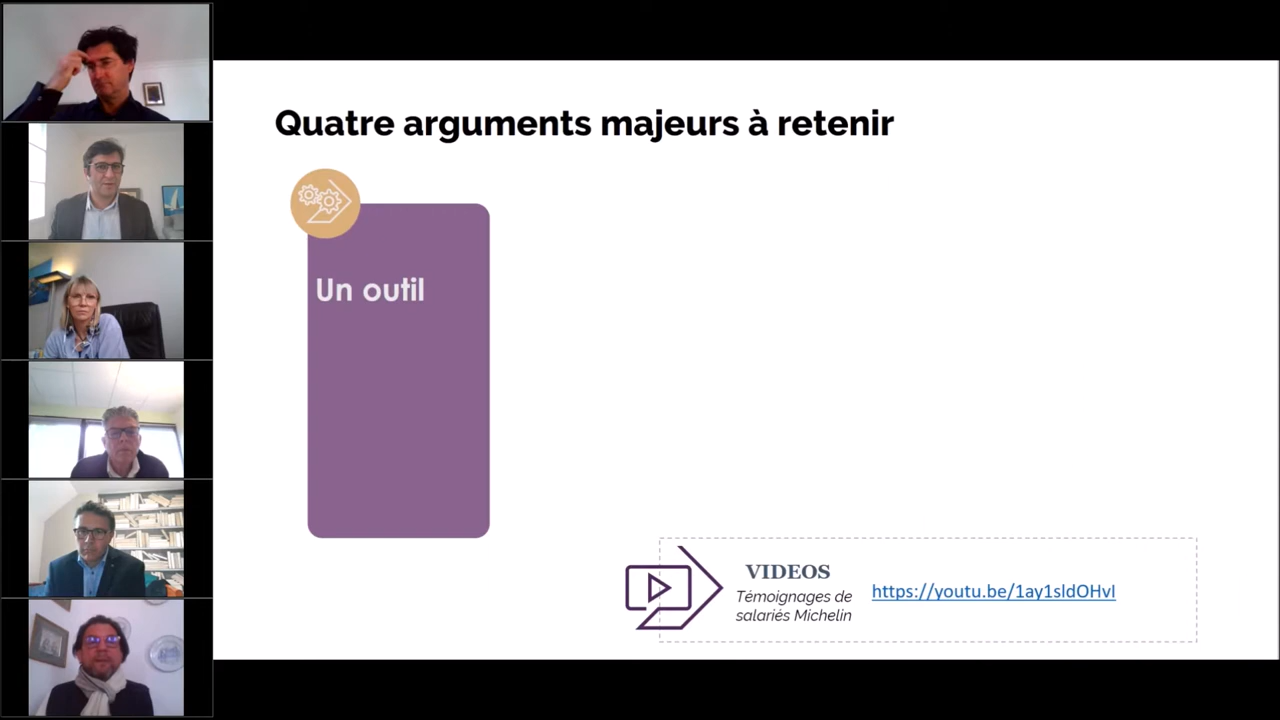 Quatre arguments majeurs à retenir
Un outil
VIDEOS
Témoignages de
salariés Michelin
https://youtu.be/1ay1sldOHvI